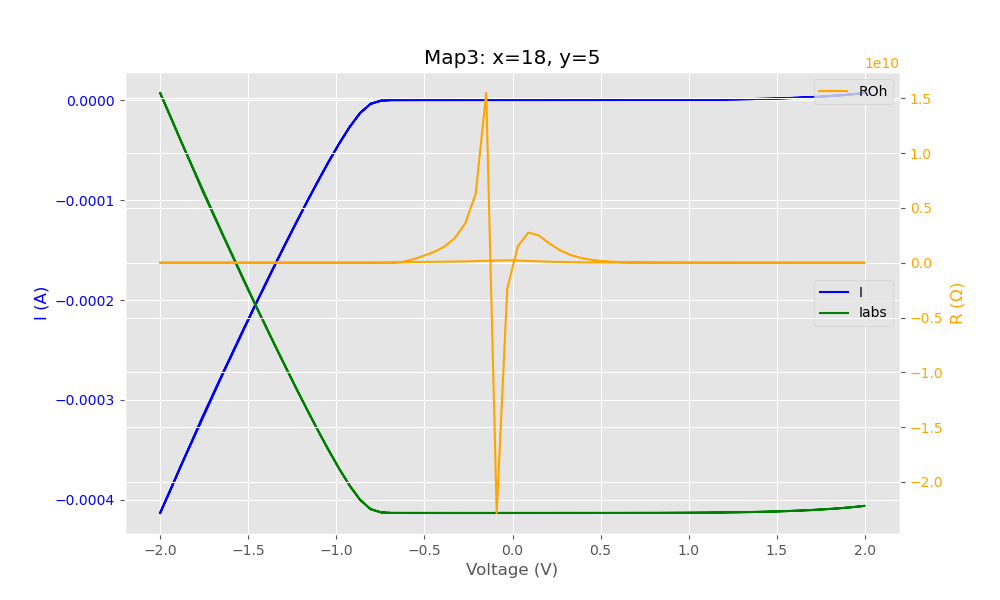 Map3: x=18, y=5
1e10
I (A)
0.0000
−0.0001
−0.0002
−0.0003
−0.0004
ROh
I
Iabs
1.5
1.0
0.5
0.0
−0.5
−1.0
−1.5
−2.0
R (Ω)
−2.0 −1.5 −1.0 −0.5 0.0 0.5 1.0 1.5 2.0
Voltage (V)